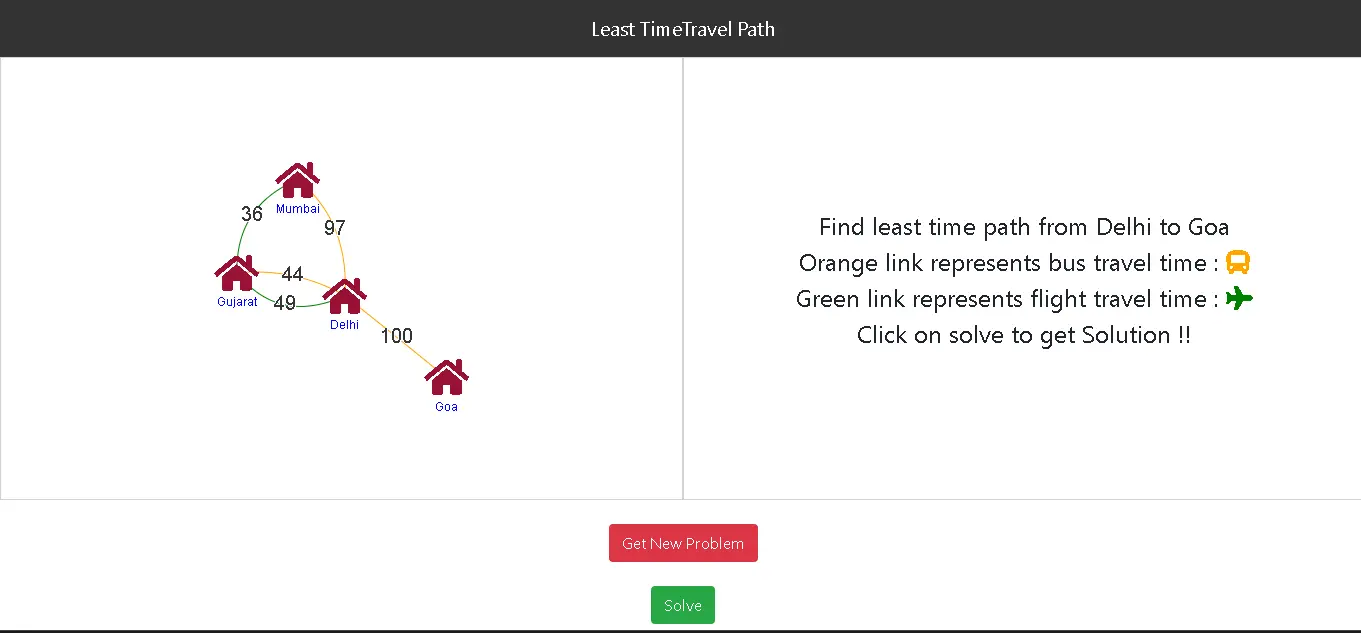 Least TimeTravel Path
36
Mumbai
97
44
Gujarat
49
Delhi
100
Goa
Find least time path from Delhi to Goa
Orange link represents bus travel time :
Green link represents flight travel time :
Click on solve to get Solution !!
Get New Problem
Solve